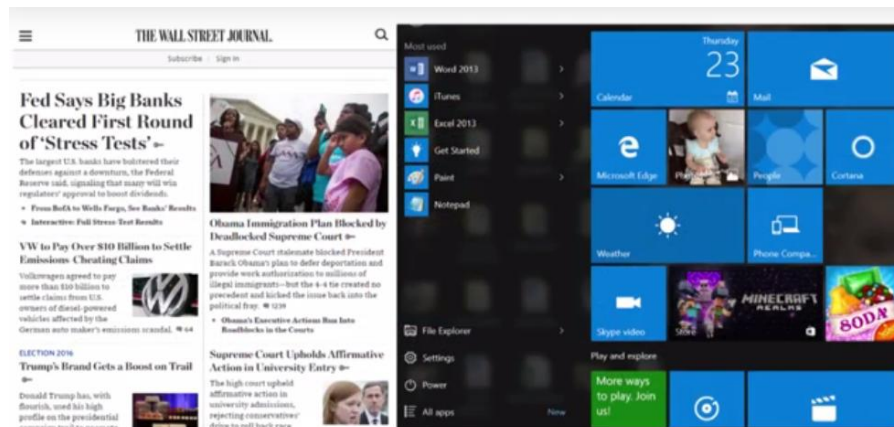 THE WALL STREET JOURNAL.
Subscribe
Sign In
Fed Says Big Banks
Cleared First Round
of ‘Stress Tests’
The largest U.S. banks have bolstered their
defenses against a downturn, the Federal
Reserve said, signaling that many will win
regulators’ approval to boost dividends.
From BofA to Wells Fargo, See Banks’ Results
Interactive: Full Stress-Test Results
VW to Pay Over $10 Billion to Settle
Emissions-Cheating Claims
Volkswagen agreed to pay
more than $10 billion to
settle claims from U.S.
owners of diesel-powered
vehicles affected by the
German auto maker’s emissions scandal. 64
ELECTION 2016
Trump’s Brand Gets a Boost on Trail
Donald Trump has, with
flourish, used his high
profile on the presidential
Obama Immigration Plan Blocked by
Deadlocked Supreme Court
A Supreme Court stalemate blocked President
Barack Obama’s plan to defer deportation and
provide work authorization to millions of
illegal immigrants—but the 4-4 tie created no
precedent and kicked the issue back into the
political fray. 1239
Obama’s Executive Actions Run Into
Roadblocks in the Courts
Supreme Court Upholds Affirmative
Action in University Entry
The high court upheld
affirmative action in
university admissions,
rejecting conservatives’
Most used
Word 2013
iTunes
Excel 2013
Get Started
Paint
Notepad
File Explorer
Settings
Power
All apps
New
Thursday
23
Calendar
Mail
Microsoft Edge
People
Cortana
Weather
Phone Compa...
Skype video
Store
MINECRAFT
REALMS
SODA
Play and explore
More ways
to play. Join
us!